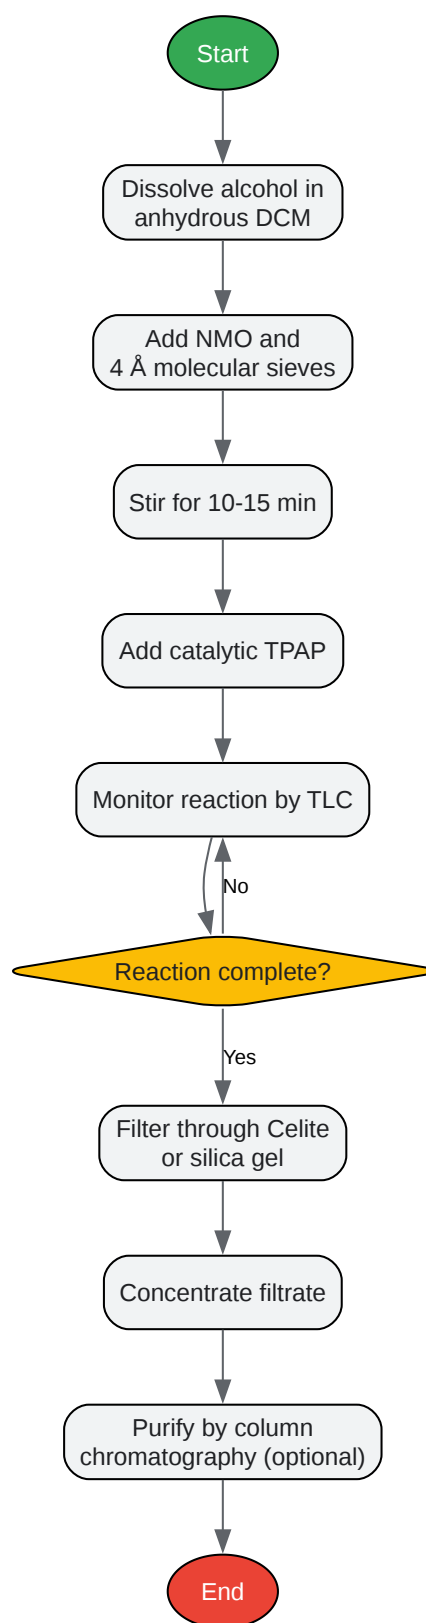 Start
Dissolve alcohol in
anhydrous DCM
Add NMO and
4 Å molecular sieves
Stir for 10-15 min
Add catalytic TPAP
Monitor reaction by TLC
No
Reaction complete?
Yes
Filter through Celite
or silica gel
Concentrate filtrate
Purify by column
chromatography (optional)
End